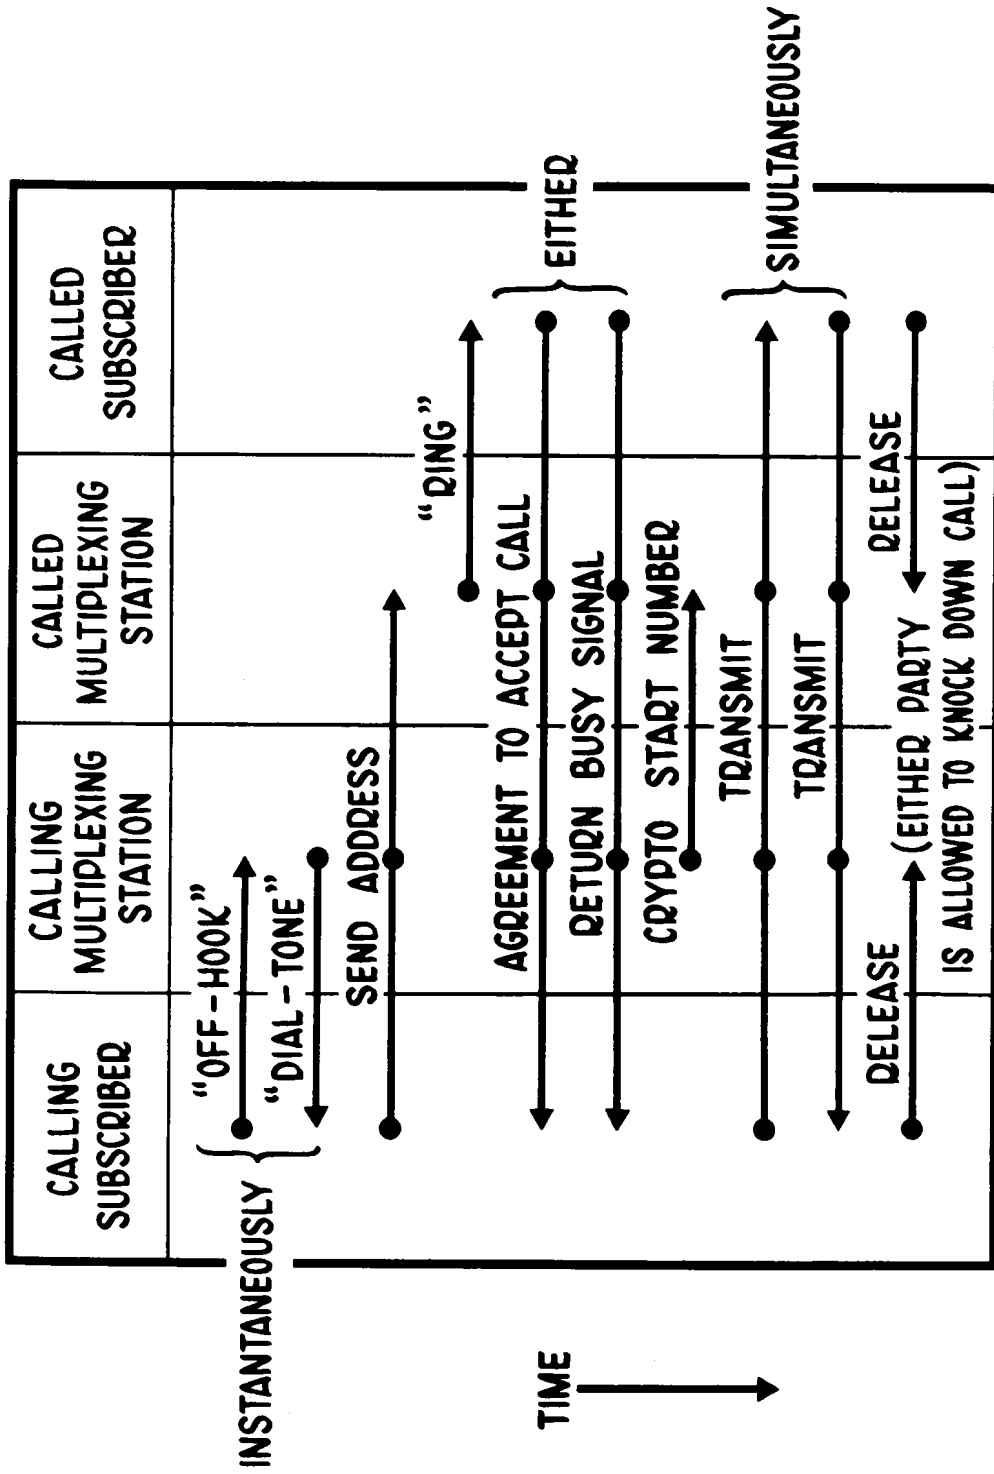 CALLING
SUBSCRIBER
CALLING
MULTIPLEXING
STATION
CALLED
MULTIPLEXING
STATION
CALLED
SUBSCRIBER
INSTANTANEOUSLY
"OFF-HOOK"
"DIAL-TONE"
SEND ADDRESS
"RING"
AGREEMENT TO ACCEPT CALL
RETURN BUSY SIGNAL
EITHER
CRYPTO START NUMBER
TRANSMIT
TRANSMIT
SIMULTANEOUSLY
RELEASE
RELEASE
(EITHER PARTY
IS ALLOWED TO KNOCK DOWN CALL)
TIME